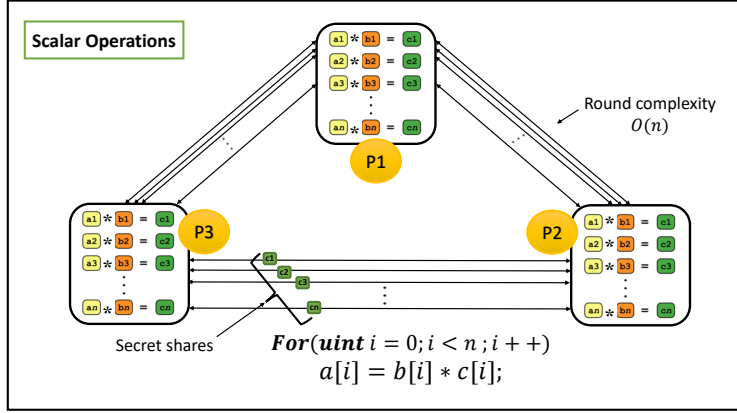 Scalar Operations
a1 * b1 = c1
a2 * b2 = c2
a3 * b3 = c3
⋮
an * bn = cn
P1
Round complexity
O(n)
...
...
a1 * b1 = c1
a2 * b2 = c2
a3 * b3 = c3
⋮
an * bn = cn
P3
c1
c2
c3
cn
⋮
P2
a1 * b1 = c1
a2 * b2 = c2
a3 * b3 = c3
⋮
an * bn = cn
Secret shares
For(uint i = 0; i < n ; i + +)
a[i] = b[i] * c[i];